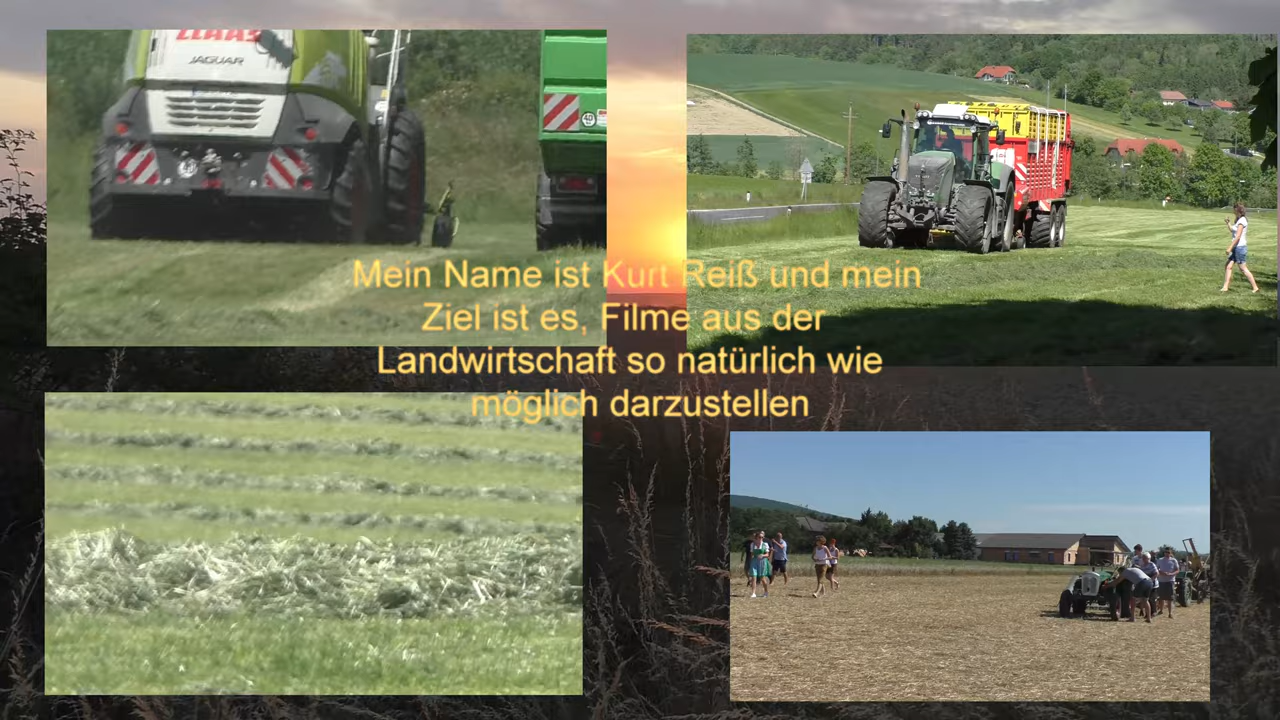 CLAAS
JAGUAR
40
Mein Name ist Kurt Reiß und mein
Ziel ist es, Filme aus der
Landwirtschaft so natürlich wie
möglich darzustellen